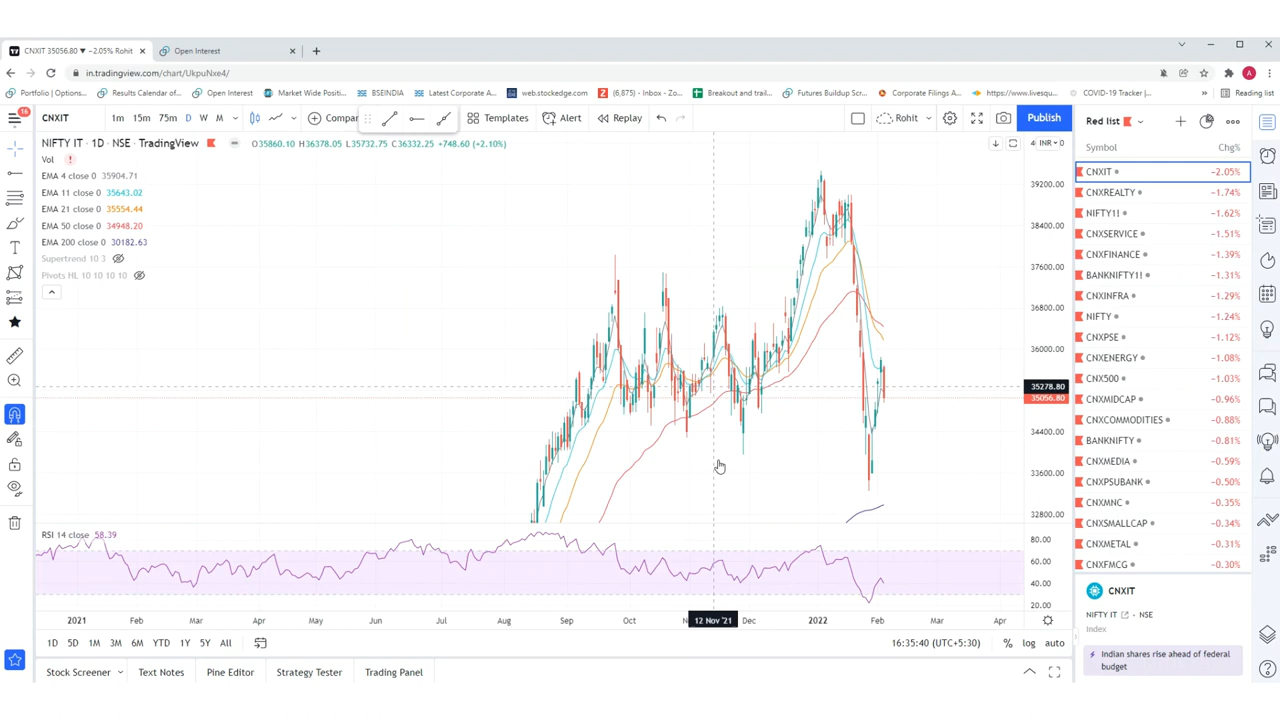 CNXIT 35056.80 ▼ −2.05% Rohit
Open Interest
in.tradingview.com/chart/UkpuNxe4/
Portfolio | Options...
Results Calendar of...
Open Interest
Market Wide Positi...
BSEINDIA
Latest Corporate A...
web.stockedge.com
(6,875) - Inbox - Zo...
Breakout and trail...
Futures Buildup Scr...
Corporate Filings A...
https://www.livesqu...
COVID-19 Tracker |...
»
Reading list
16
CNXIT
1m 15m 75m D W M
Compar
Templates
Alert
Replay
Rohit
Publish
Red list
NIFTY IT · 1D · NSE · TradingView
O35860.10 H36378.05 L35732.75 C36332.25 +748.60 (+2.10%)
Vol
EMA 4 close 0 35904.71
EMA 11 close 0 35643.02
EMA 21 close 0 35554.44
EMA 50 close 0 34948.20
EMA 200 close 0 30182.63
Supertrend 10 3
Pivots HL 10 10 10 10
4 INR
39200.00
38400.00
37600.00
36800.00
36000.00
35278.80
35056.80
34400.00
33600.00
32800.00
RSI 14 close 58.39
80.00
60.00
40.00
20.00
2021 Feb Mar Apr May Jun Jul Aug Sep Oct N 12 Nov '21 Dec 2022 Feb Mar Apr
1D 5D 1M 3M 6M YTD 1Y 5Y All
16:35:40 (UTC+5:30)
% log auto
Stock Screener
Text Notes
Pine Editor
Strategy Tester
Trading Panel
Symbol Chg%
CNXIT −2.05%
CNXREALTY −1.74%
NIFTY1! −1.62%
CNXSERVICE −1.51%
CNXFINANCE −1.39%
BANKNIFTY1! −1.31%
CNXINFRA −1.29%
NIFTY −1.24%
CNXPSE −1.12%
CNXENERGY −1.08%
CNX500 −1.03%
CNXMIDCAP −0.96%
CNXCOMMODITIES −0.88%
BANKNIFTY −0.81%
CNXMEDIA −0.59%
CNXPSUBANK −0.50%
CNXMNC −0.35%
CNXSMALLCAP −0.34%
CNXMETAL −0.31%
CNXFMCG −0.30%
CNXIT
NIFTY IT NSE
Index
Indian shares rise ahead of federal
budget